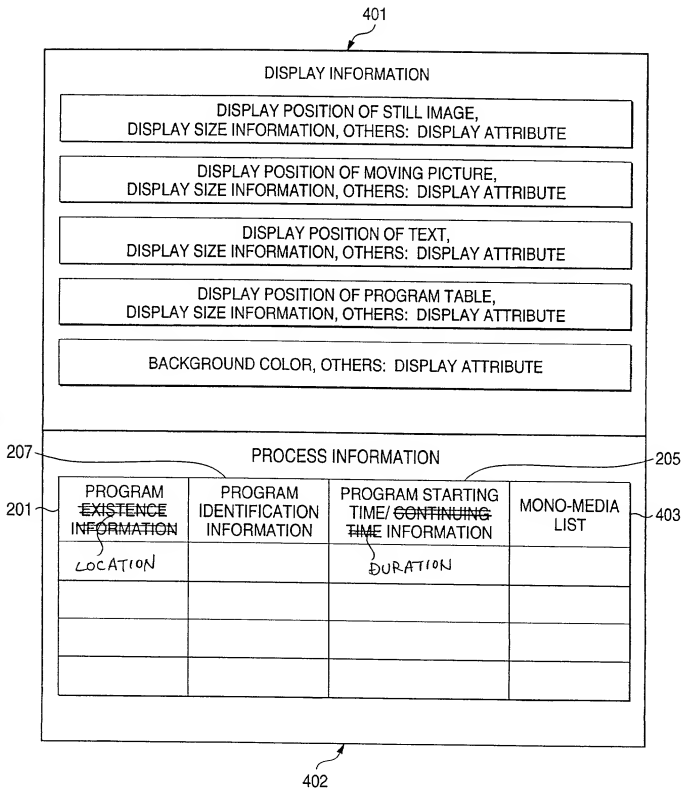 401
DISPLAY INFORMATION
DISPLAY POSITION OF STILL IMAGE,
DISPLAY SIZE INFORMATION, OTHERS: DISPLAY ATTRIBUTE
DISPLAY POSITION OF MOVING PICTURE,
DISPLAY SIZE INFORMATION, OTHERS: DISPLAY ATTRIBUTE
DISPLAY POSITION OF TEXT,
DISPLAY SIZE INFORMATION, OTHERS: DISPLAY ATTRIBUTE
DISPLAY POSITION OF PROGRAM TABLE,
DISPLAY SIZE INFORMATION, OTHERS: DISPLAY ATTRIBUTE
BACKGROUND COLOR, OTHERS: DISPLAY ATTRIBUTE
207
PROCESS INFORMATION
205
201
PROGRAM
EXISTENCE
INFORMATION
LOCATION
PROGRAM
IDENTIFICATION
INFORMATION
PROGRAM STARTING
TIME/ CONTINUING
TIME INFORMATION
DURATION
MONO-MEDIA
LIST
403
402